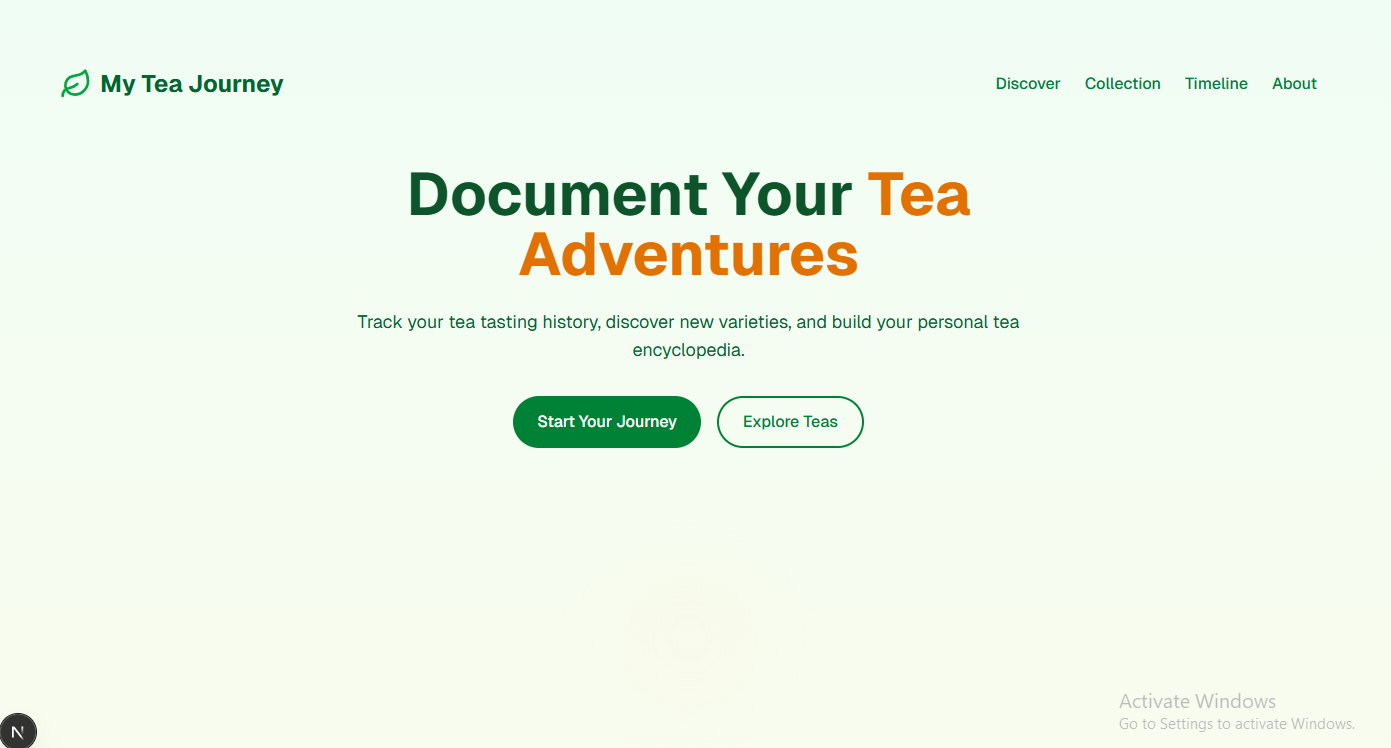 My Tea Journey
Discover Collection Timeline About
Document Your Tea
Adventures
Track your tea tasting history, discover new varieties, and build your personal tea
encyclopedia.
Start Your Journey Explore Teas
Activate Windows
Go to Settings to activate Windows.
N